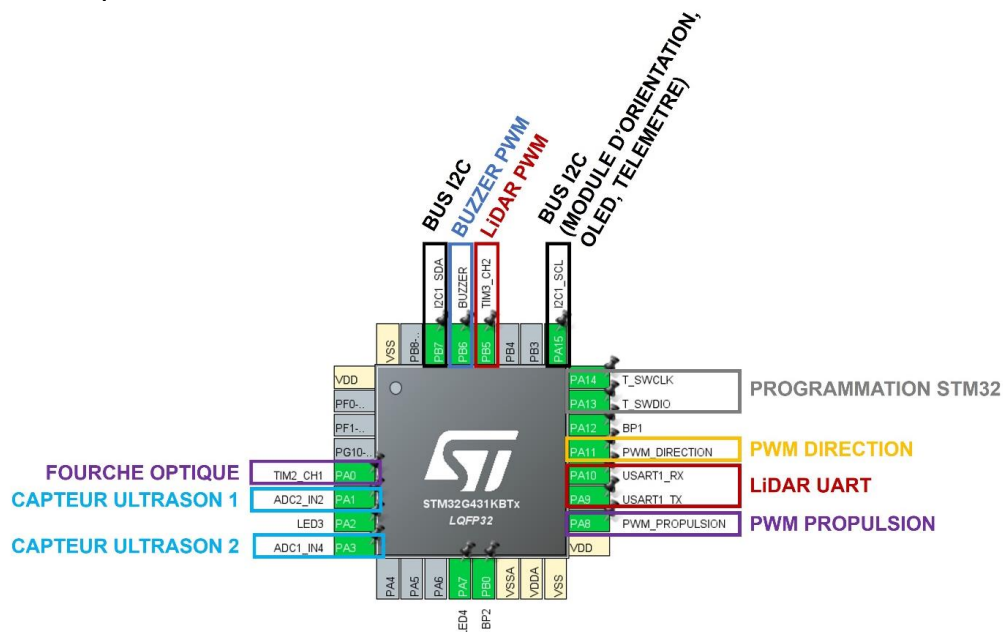 BUS I2C
BUZZER PWM
LiDAR PWM
BUS I2C
(MODULE D'ORIENTATION,
OLED, TELEMETRE)
I2C1_SDA
BUZZER
TIM3_CH2
I2C1_SCL
VSS
PB8-..
PB7
PB6
PB5
PB4
PB3
PA15
VDD
PF0-..
PF1-..
PG10-..
FOURCHE OPTIQUE
TIM2_CH1
PA0
CAPTEUR ULTRASON 1
ADC2_IN2
PA1
LED3
PA2
CAPTEUR ULTRASON 2
ADC1_IN4
PA3
STM32G431KBTx
LQFP32
PA14
T_SWCLK
PROGRAMMATION STM32
PA13
T_SWDIO
PA12
BP1
PA11
PWM_DIRECTION
PWM DIRECTION
PA10
USART1_RX
LiDAR UART
PA9
USART1_TX
PA8
PWM_PROPULSION
PWM PROPULSION
VDD
PA4
PA5
PA6
PA7
PB0
VSSA
VDDA
VSS
LED4
BP2